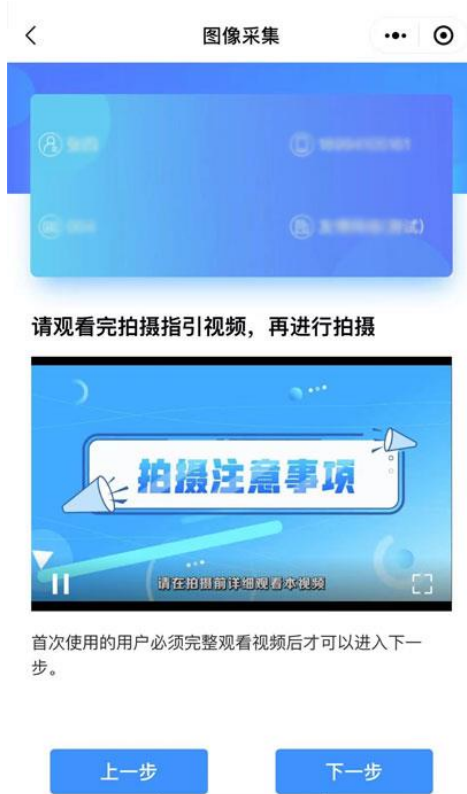 图像采集
请观看完拍摄指引视频，再进行拍摄
拍摄注意事项
请在拍摄前详细观看本视频
首次使用的用户必须完整观看视频后才可以进入下一
步。
上一步
下一步